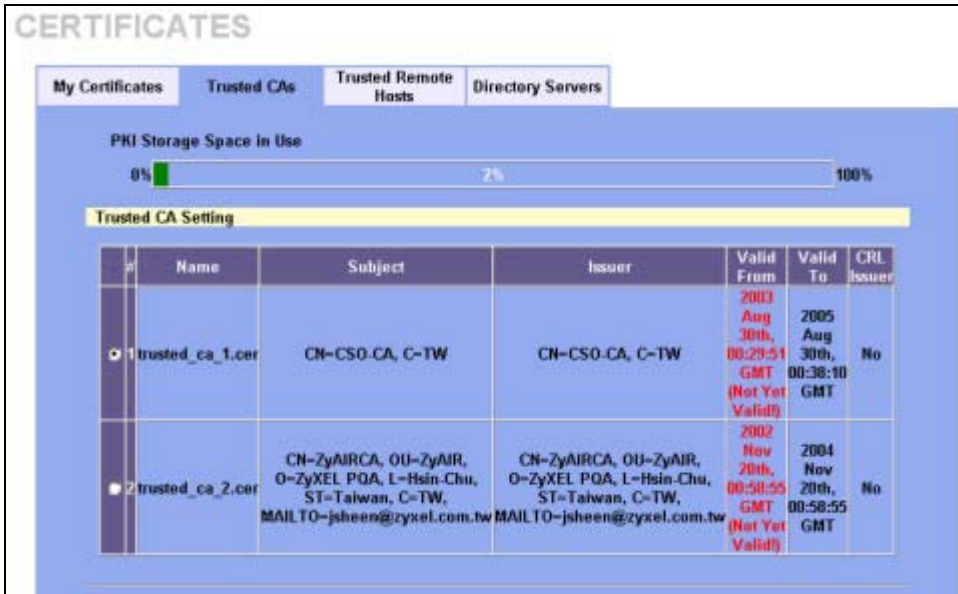 CERTIFICATES
My Certificates
Trusted CAs
Trusted Remote Hosts
Directory Servers
PKI Storage Space in Use
0% 2% 100%
Trusted CA Setting
# Name Subject Issuer Valid From Valid To CRL Issuer
1 trusted_ca_1.cer CN=CSO-CA, C=TW CN=CSO-CA, C=TW 2003 Aug 30th, 00:29:51 GMT (Not Yet Valid!) 2005 Aug 30th, 00:38:10 GMT No
2 trusted_ca_2.cer CN=ZyAIRCA, OU=ZyAIR, O=ZyXEL PQA, L=Hsin-Chu, ST=Taiwan, C=TW, MAILTO=jsheen@zyxel.com.tw CN=ZyAIRCA, OU=ZyAIR, O=ZyXEL PQA, L=Hsin-Chu, ST=Taiwan, C=TW, MAILTO=jsheen@zyxel.com.tw 2002 Nov 20th, 00:58:55 GMT (Not Yet Valid!) 2004 Nov 20th, 00:58:55 GMT No